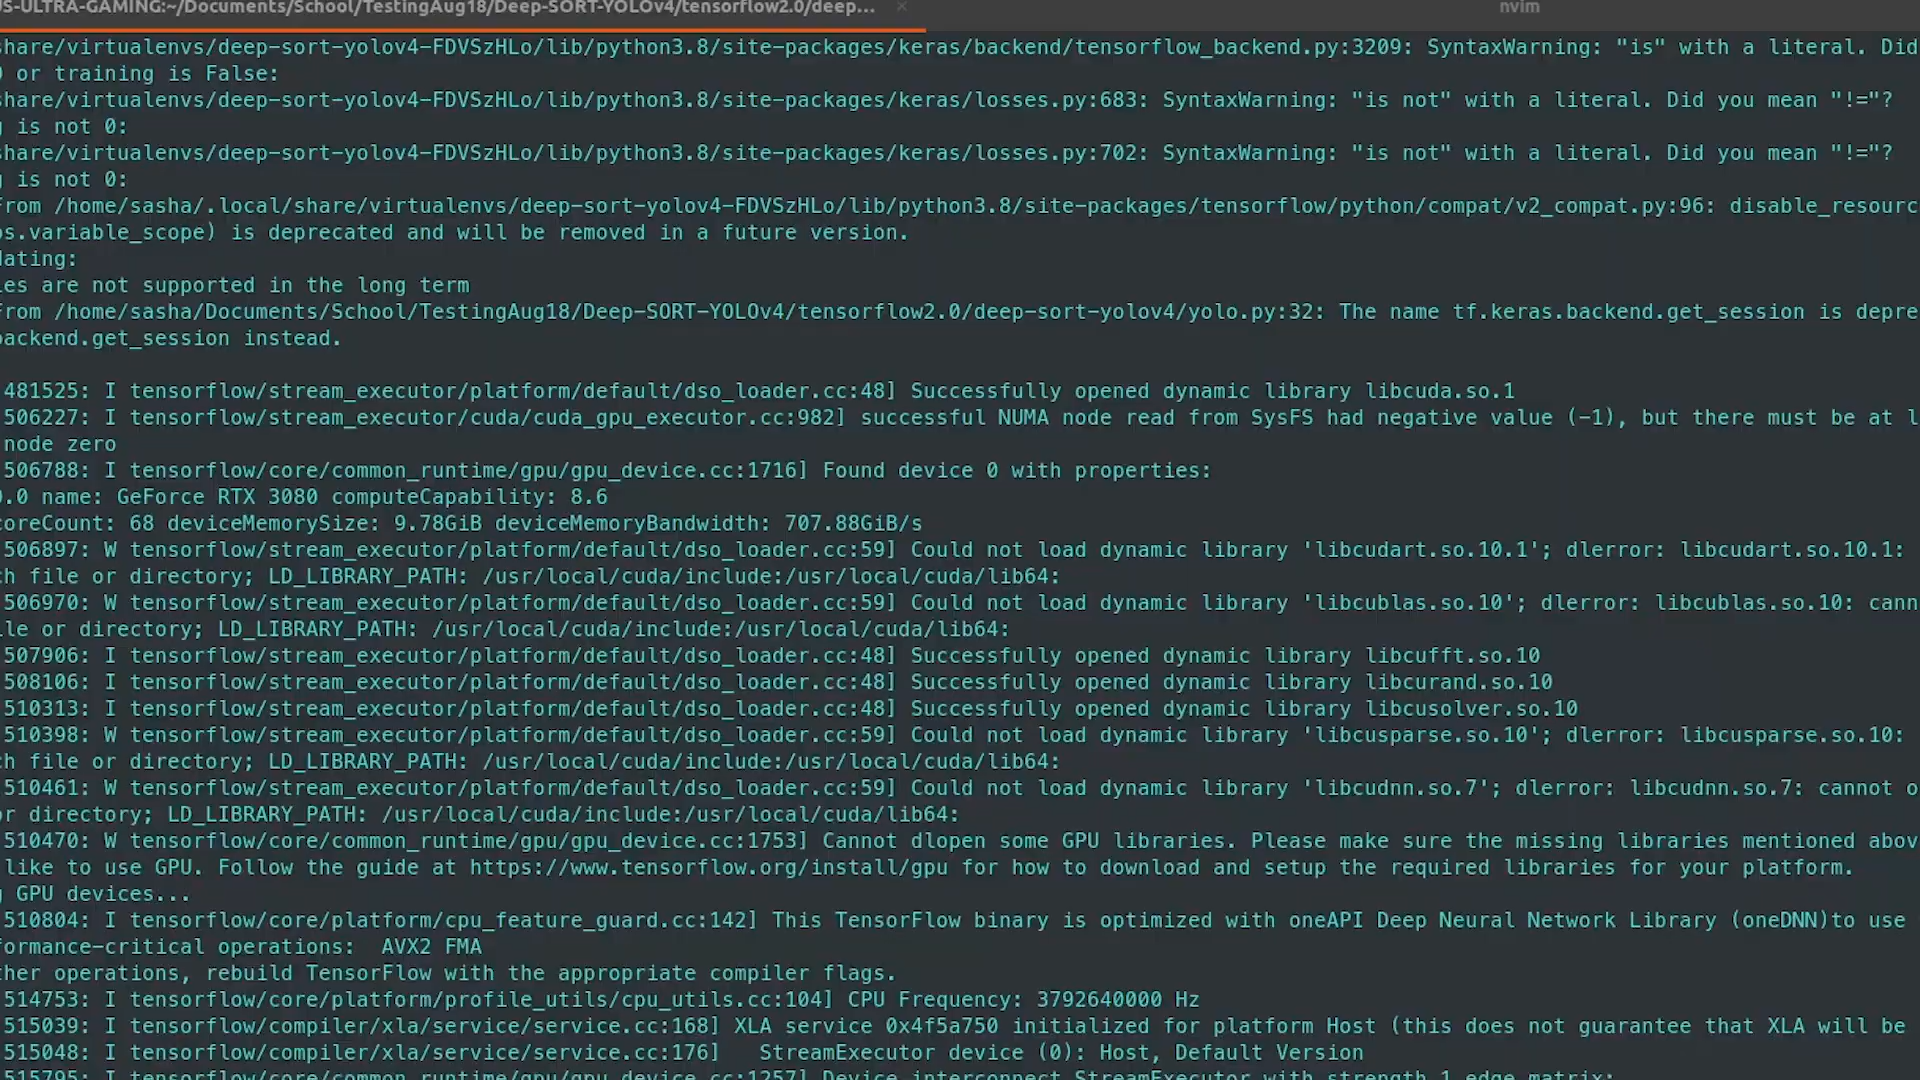 US-ULTRA-GAMING:~/Documents/School/TestingAug18/Deep-SORT-YOLOv4/tensorflow2.0/deep... × nvim
share/virtualenvs/deep-sort-yolov4-FDVSzHLo/lib/python3.8/site-packages/keras/backend/tensorflow_backend.py:3209: SyntaxWarning: "is" with a literal. Did
) or training is False:
share/virtualenvs/deep-sort-yolov4-FDVSzHLo/lib/python3.8/site-packages/keras/losses.py:683: SyntaxWarning: "is not" with a literal. Did you mean "!="?
g is not 0:
share/virtualenvs/deep-sort-yolov4-FDVSzHLo/lib/python3.8/site-packages/keras/losses.py:702: SyntaxWarning: "is not" with a literal. Did you mean "!="?
g is not 0:
From /home/sasha/.local/share/virtualenvs/deep-sort-yolov4-FDVSzHLo/lib/python3.8/site-packages/tensorflow/python/compat/v2_compat.py:96: disable_resourc
os.variable_scope) is deprecated and will be removed in a future version.
dating:
les are not supported in the long term
From /home/sasha/Documents/School/TestingAug18/Deep-SORT-YOLOv4/tensorflow2.0/deep-sort-yolov4/yolo.py:32: The name tf.keras.backend.get_session is depre
backend.get_session instead.
481525: I tensorflow/stream_executor/platform/default/dso_loader.cc:48] Successfully opened dynamic library libcuda.so.1
506227: I tensorflow/stream_executor/cuda/cuda_gpu_executor.cc:982] successful NUMA node read from SysFS had negative value (-1), but there must be at l
node zero
506788: I tensorflow/core/common_runtime/gpu/gpu_device.cc:1716] Found device 0 with properties:
0.0 name: GeForce RTX 3080 computeCapability: 8.6
coreCount: 68 deviceMemorySize: 9.78GiB deviceMemoryBandwidth: 707.88GiB/s
506897: W tensorflow/stream_executor/platform/default/dso_loader.cc:59] Could not load dynamic library 'libcudart.so.10.1'; dlerror: libcudart.so.10.1:
ch file or directory; LD_LIBRARY_PATH: /usr/local/cuda/include:/usr/local/cuda/lib64:
506970: W tensorflow/stream_executor/platform/default/dso_loader.cc:59] Could not load dynamic library 'libcublas.so.10'; dlerror: libcublas.so.10: cann
le or directory; LD_LIBRARY_PATH: /usr/local/cuda/include:/usr/local/cuda/lib64:
507906: I tensorflow/stream_executor/platform/default/dso_loader.cc:48] Successfully opened dynamic library libcufft.so.10
508106: I tensorflow/stream_executor/platform/default/dso_loader.cc:48] Successfully opened dynamic library libcurand.so.10
510313: I tensorflow/stream_executor/platform/default/dso_loader.cc:48] Successfully opened dynamic library libcusolver.so.10
510398: W tensorflow/stream_executor/platform/default/dso_loader.cc:59] Could not load dynamic library 'libcusparse.so.10'; dlerror: libcusparse.so.10:
ch file or directory; LD_LIBRARY_PATH: /usr/local/cuda/include:/usr/local/cuda/lib64:
510461: W tensorflow/stream_executor/platform/default/dso_loader.cc:59] Could not load dynamic library 'libcudnn.so.7'; dlerror: libcudnn.so.7: cannot o
or directory; LD_LIBRARY_PATH: /usr/local/cuda/include:/usr/local/cuda/lib64:
510470: W tensorflow/core/common_runtime/gpu/gpu_device.cc:1753] Cannot dlopen some GPU libraries. Please make sure the missing libraries mentioned abov
like to use GPU. Follow the guide at https://www.tensorflow.org/install/gpu for how to download and setup the required libraries for your platform.
g GPU devices...
510804: I tensorflow/core/platform/cpu_feature_guard.cc:142] This TensorFlow binary is optimized with oneAPI Deep Neural Network Library (oneDNN)to use
formance-critical operations:  AVX2 FMA
her operations, rebuild TensorFlow with the appropriate compiler flags.
514753: I tensorflow/core/platform/profile_utils/cpu_utils.cc:104] CPU Frequency: 3792640000 Hz
515039: I tensorflow/compiler/xla/service/service.cc:168] XLA service 0x4f5a750 initialized for platform Host (this does not guarantee that XLA will be
515048: I tensorflow/compiler/xla/service/service.cc:176]   StreamExecutor device (0): Host, Default Version
515795: I tensorflow/core/common_runtime/gpu/gpu_device.cc:1257] Device interconnect StreamExecutor with strength 1 edge matrix: